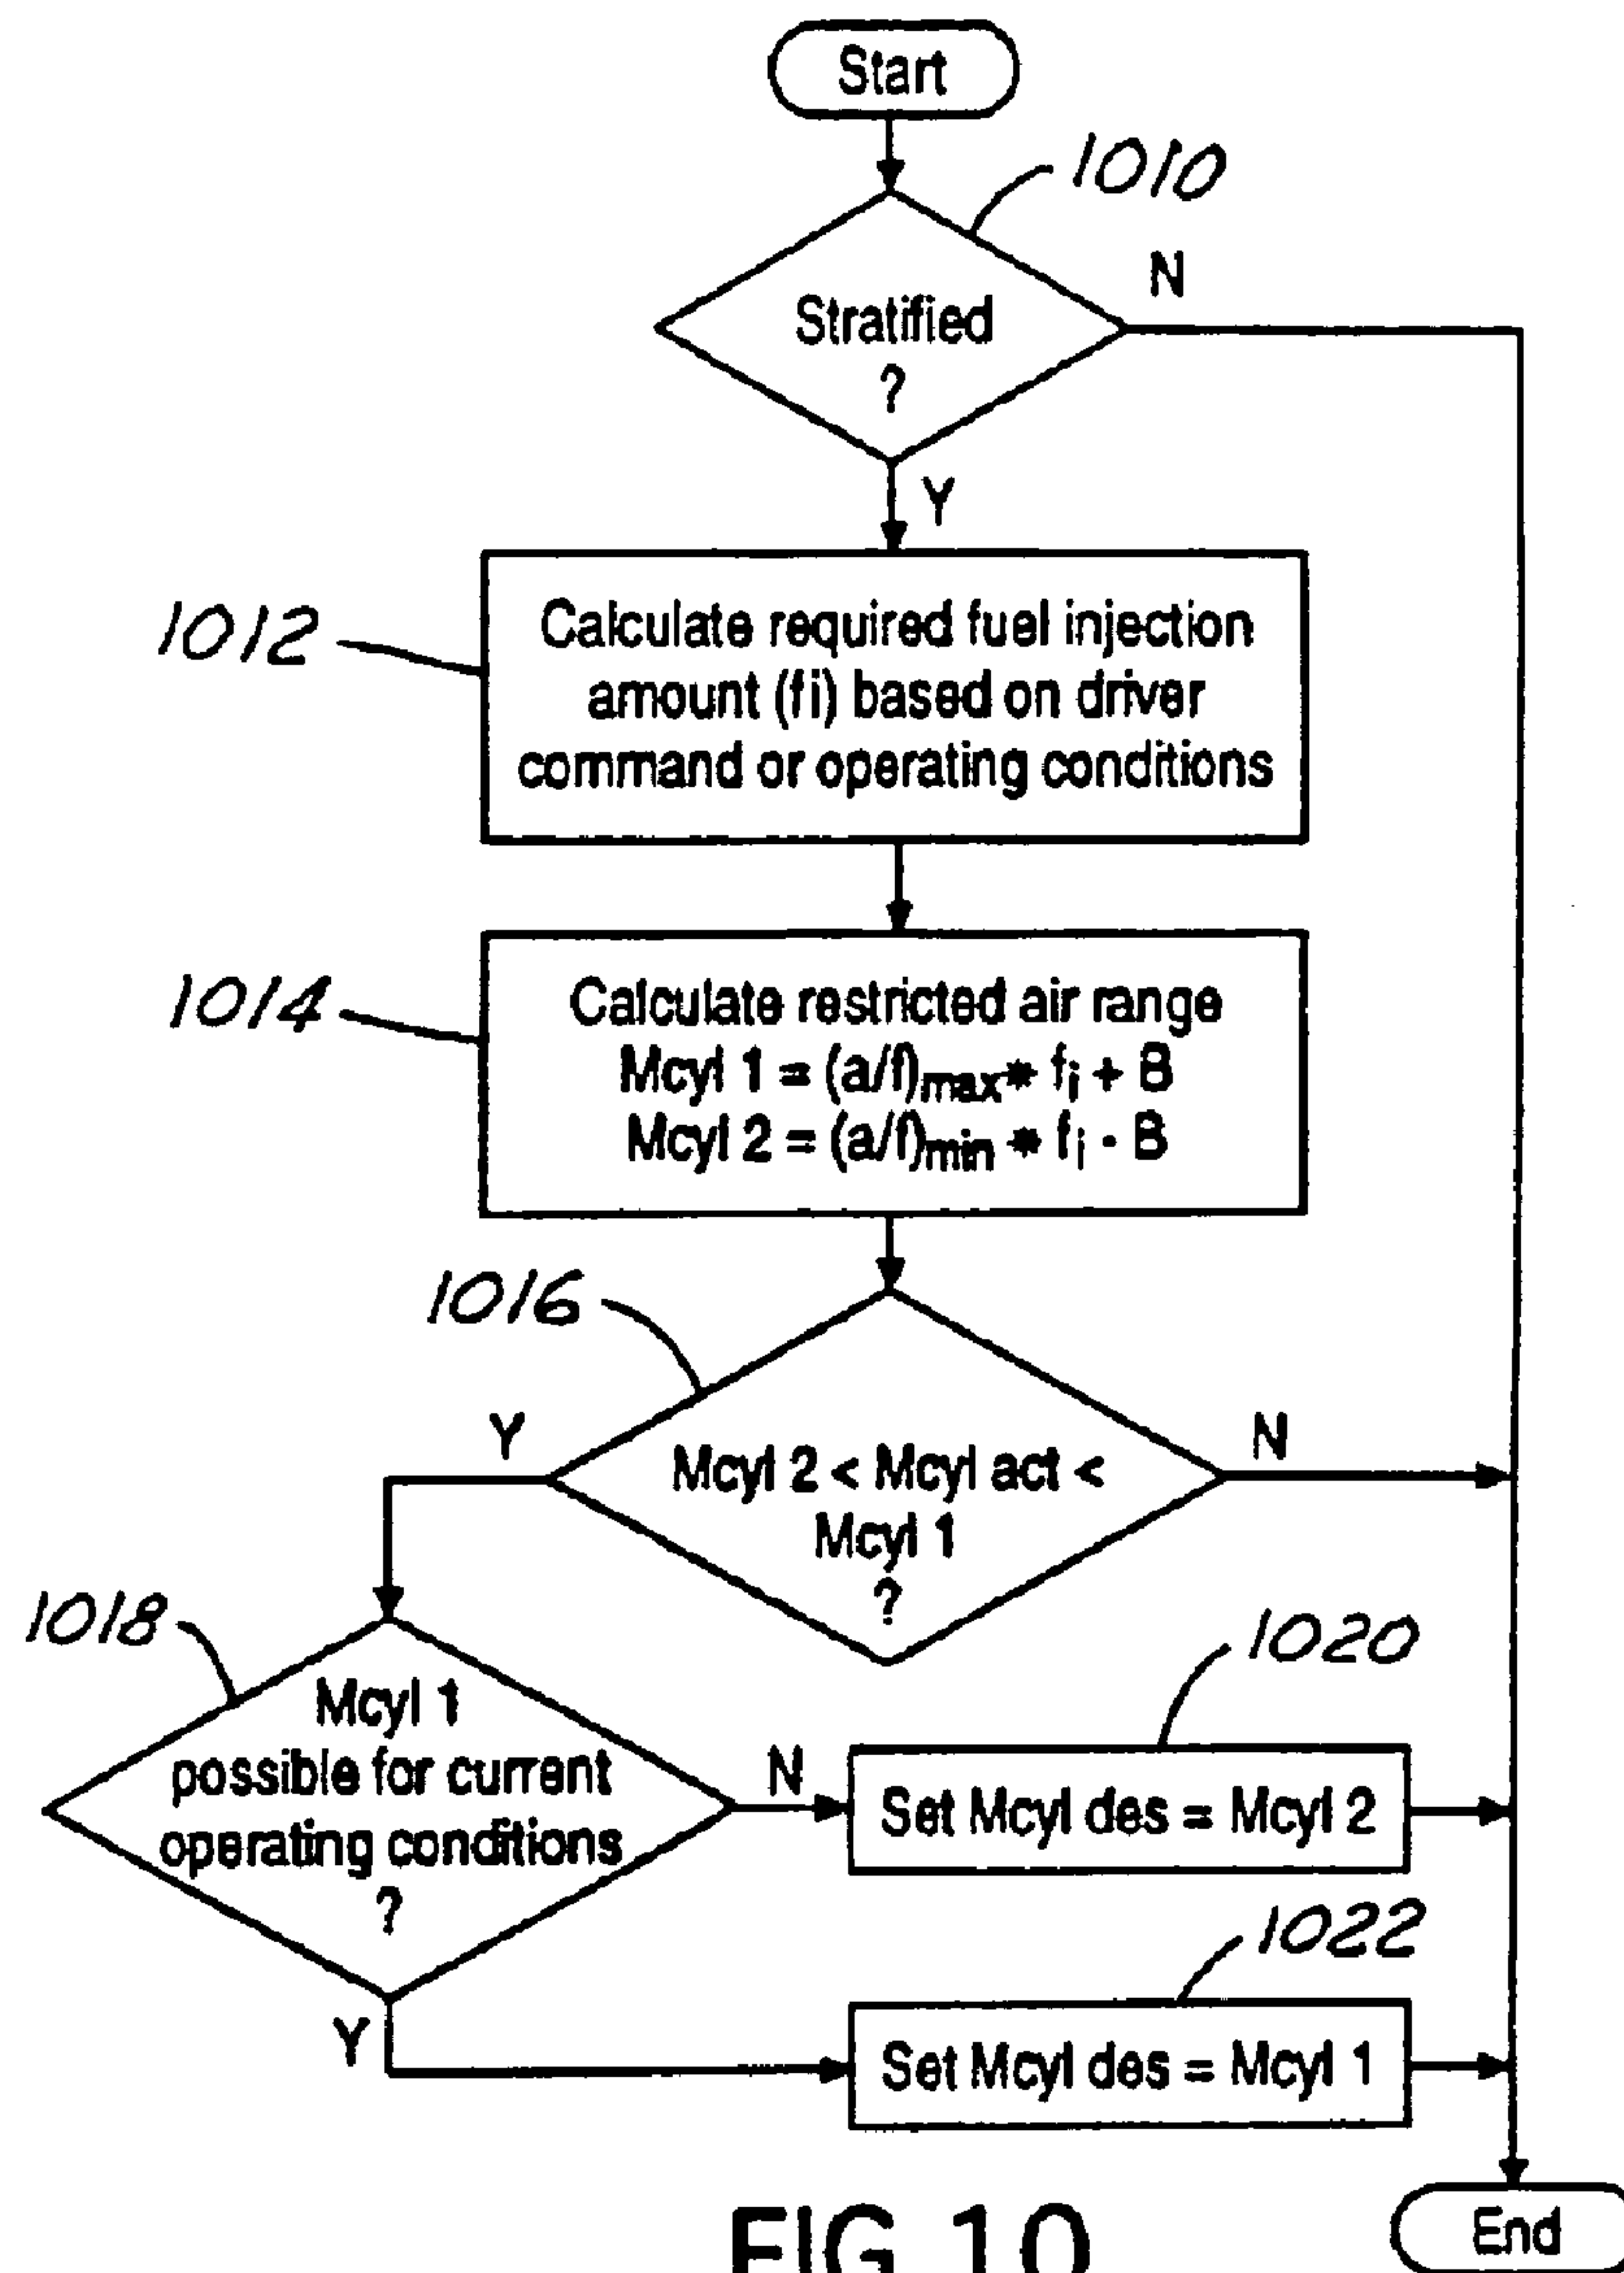 Start
1010
Stratified
?
N
Y
1012
Calculate required fuel injection
amount (fi) based on driver
command or operating conditions
1014
Calculate restricted air range
Mcyl 1 = (a/f)max* fi + B
Mcyl 2 = (a/f)min * fi - B
1016
Y
N
Mcyl 2 < Mcyl act <
Mcyl 1
?
1018
Mcyl 1
possible for current
operating conditions
?
N
1020
Set Mcyl des = Mcyl 2
Y
1022
Set Mcyl des = Mcyl 1
End
FIG 10